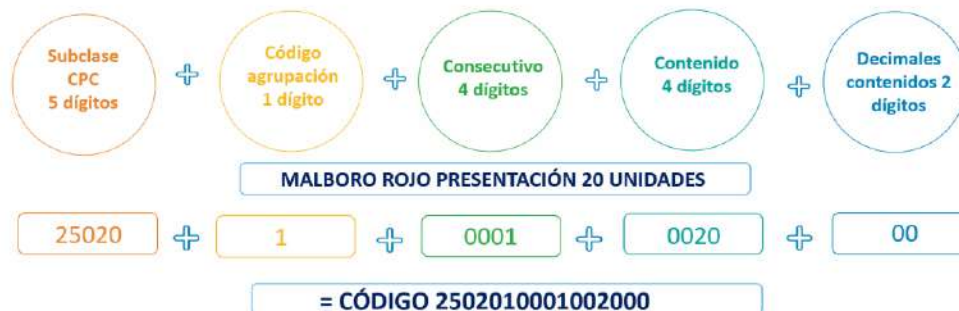 Subclase
CPC
5 dígitos
+
Código
agrupación
1 dígito
+
Consecutivo
4 dígitos
+
Contenido
4 dígitos
+
Decimales
contenidos 2
dígitos
MALBORO ROJO PRESENTACIÓN 20 UNIDADES
25020 + 1 + 0001 + 0020 + 00
= CÓDIGO 2502010001002000